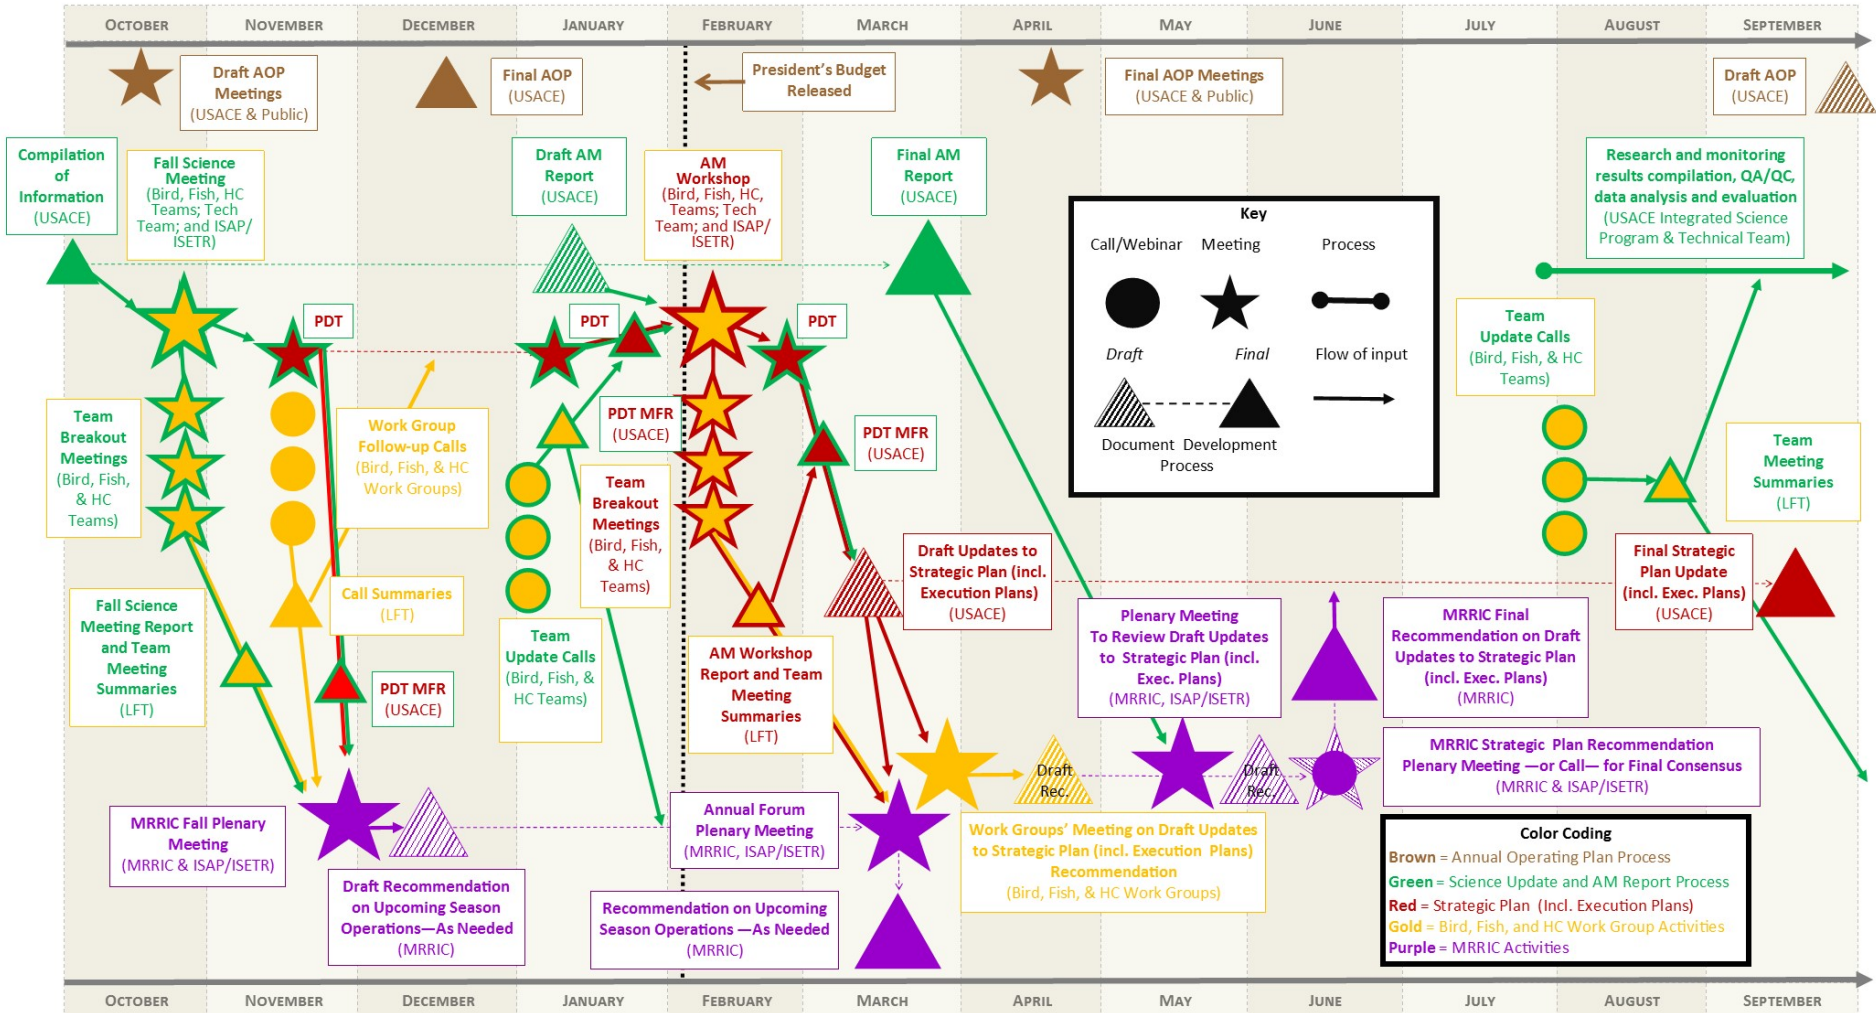 OCTOBER
NOVEMBER
DECEMBER
JANUARY
FEBRUARY
MARCH
APRIL
MAY
JUNE
JULY
AUGUST
SEPTEMBER
Draft AOP
Meetings
(USACE & Public)
Final AOP
(USACE)
President's Budget
Released
Final AOP Meetings
(USACE & Public)
Draft AOP
(USACE)
Compilation
of
Information
(USACE)
Fall Science
Meeting
(Bird, Fish, HC
Teams; Tech
Team; and ISAP/
ISETR)
Draft AM
Report
(USACE)
AM
Workshop
(Bird, Fish, HC,
Teams; Tech
Team; and ISAP/
ISETR)
Final AM
Report
(USACE)
Research and monitoring
results compilation, QA/QC,
data analysis and evaluation
(USACE Integrated Science
Program & Technical Team)
Key
Call/Webinar
Meeting
Process
Draft
Final
Flow of input
Document Development
Process
PDT
PDT
PDT
Team
Update Calls
(Bird, Fish, & HC
Teams)
Team
Breakout
Meetings
(Bird, Fish,
& HC
Teams)
Work Group
Follow-up Calls
(Bird, Fish, & HC
Work Groups)
PDT MFR
(USACE)
PDT MFR
(USACE)
Team
Meeting
Summaries
(LFT)
Team
Breakout
Meetings
(Bird, Fish,
& HC
Teams)
Draft Updates to
Strategic Plan (incl.
Execution Plans)
(USACE)
Final Strategic
Plan Update
(incl. Exec. Plans)
(USACE)
Fall Science
Meeting Report
and Team
Meeting
Summaries
(LFT)
Call Summaries
(LFT)
Team
Update Calls
(Bird, Fish, &
HC Teams)
AM Workshop
Report and Team
Meeting
Summaries
(LFT)
Plenary Meeting
To Review Draft Updates
to Strategic Plan (incl.
Exec. Plans)
(MRRIC, ISAP/ISETR)
MRRIC Final
Recommendation on Draft
Updates to Strategic Plan
(incl. Exec. Plans)
(MRRIC)
PDT MFR
(USACE)
Draft
Rec.
Draft
Rec.
MRRIC Strategic Plan Recommendation
Plenary Meeting —or Call— for Final Consensus
(MRRIC & ISAP/ISETR)
MRRIC Fall Plenary
Meeting
(MRRIC & ISAP/ISETR)
Annual Forum
Plenary Meeting
(MRRIC, ISAP/ISETR)
Work Groups' Meeting on Draft Updates
to Strategic Plan (incl. Execution Plans)
Recommendation
(Bird, Fish, & HC Work Groups)
Draft Recommendation
on Upcoming Season
Operations—As Needed
(MRRIC)
Recommendation on Upcoming
Season Operations —As Needed
(MRRIC)
Color Coding
Brown = Annual Operating Plan Process
Green = Science Update and AM Report Process
Red = Strategic Plan (Incl. Execution Plans)
Gold = Bird, Fish, and HC Work Group Activities
Purple = MRRIC Activities
OCTOBER
NOVEMBER
DECEMBER
JANUARY
FEBRUARY
MARCH
APRIL
MAY
JUNE
JULY
AUGUST
SEPTEMBER